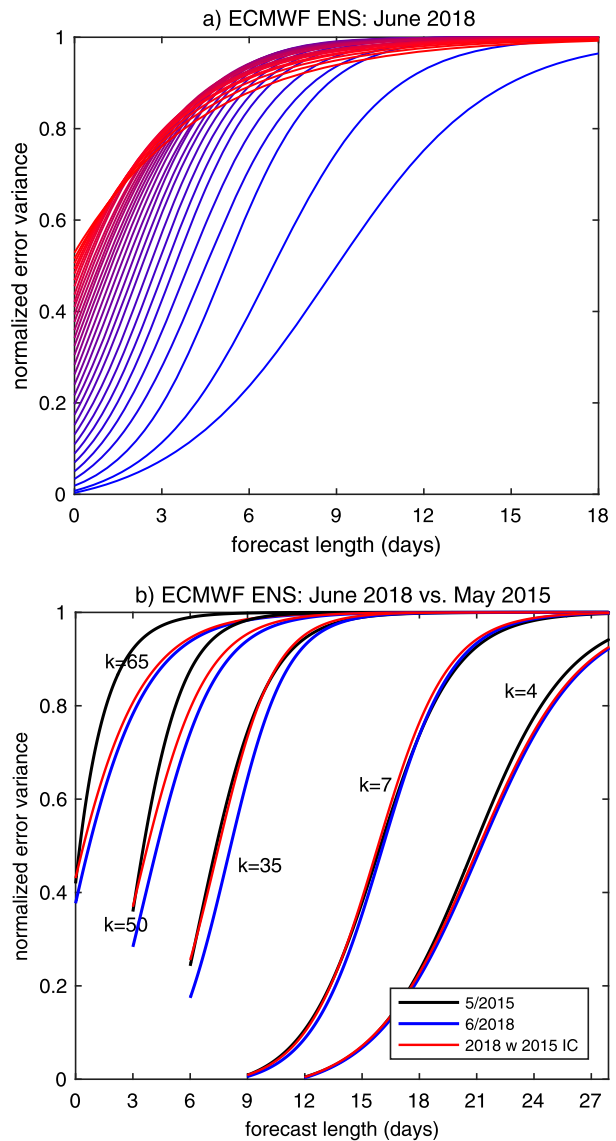 a) ECMWF ENS: June 2018
normalized error variance
1
0.8
0.6
0.4
0.2
0
0 3 6 9 12 15 18
forecast length (days)
b) ECMWF ENS: June 2018 vs. May 2015
normalized error variance
1
0.8
0.6
0.4
0.2
0
k=65
k=4
k=7
k=35
k=50
5/2015
6/2018
2018 w 2015 IC
0 3 6 9 12 15 18 21 24 27
forecast length (days)